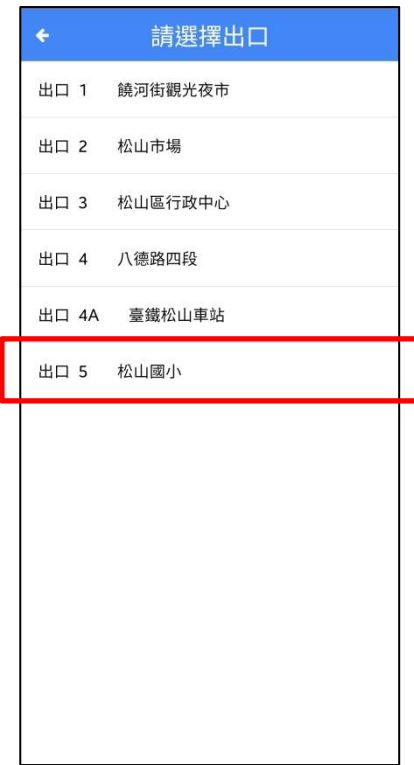 請選擇出口
出口 1 饒河街觀光夜市
出口 2 松山市場
出口 3 松山區行政中心
出口 4 八德路四段
出口 4A 臺鐵松山車站
出口 5 松山國小